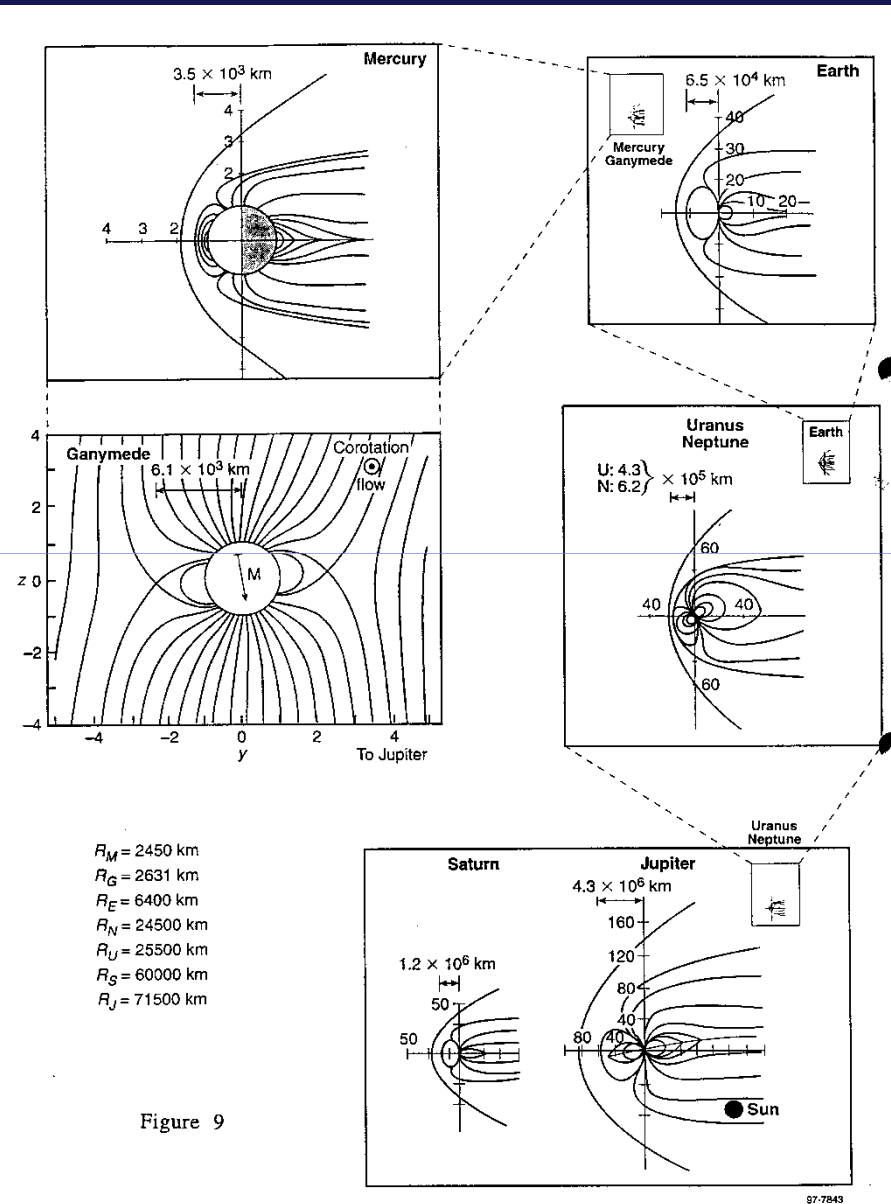 Mercury
3.5 × 10³ km
4
3
2
4 3 2
Earth
6.5 × 10⁴ km
40
30
20
10 20
Mercury
Ganymede
Ganymede
6.1 × 10³ km
Corotation
flow
M
4
2
z 0
−2
−4
−4 −2 0 2 4
y
To Jupiter
Uranus
Neptune
Earth
U: 4.3
N: 6.2} × 10⁵ km
60
40 40
60
Uranus
Neptune
Saturn
1.2 × 10⁶ km
50
50
Jupiter
4.3 × 10⁶ km
160
120
80
40
80 40
Sun
R_M = 2450 km
R_G = 2631 km
R_E = 6400 km
R_N = 24500 km
R_U = 25500 km
R_S = 60000 km
R_J = 71500 km
Figure 9
97-7843